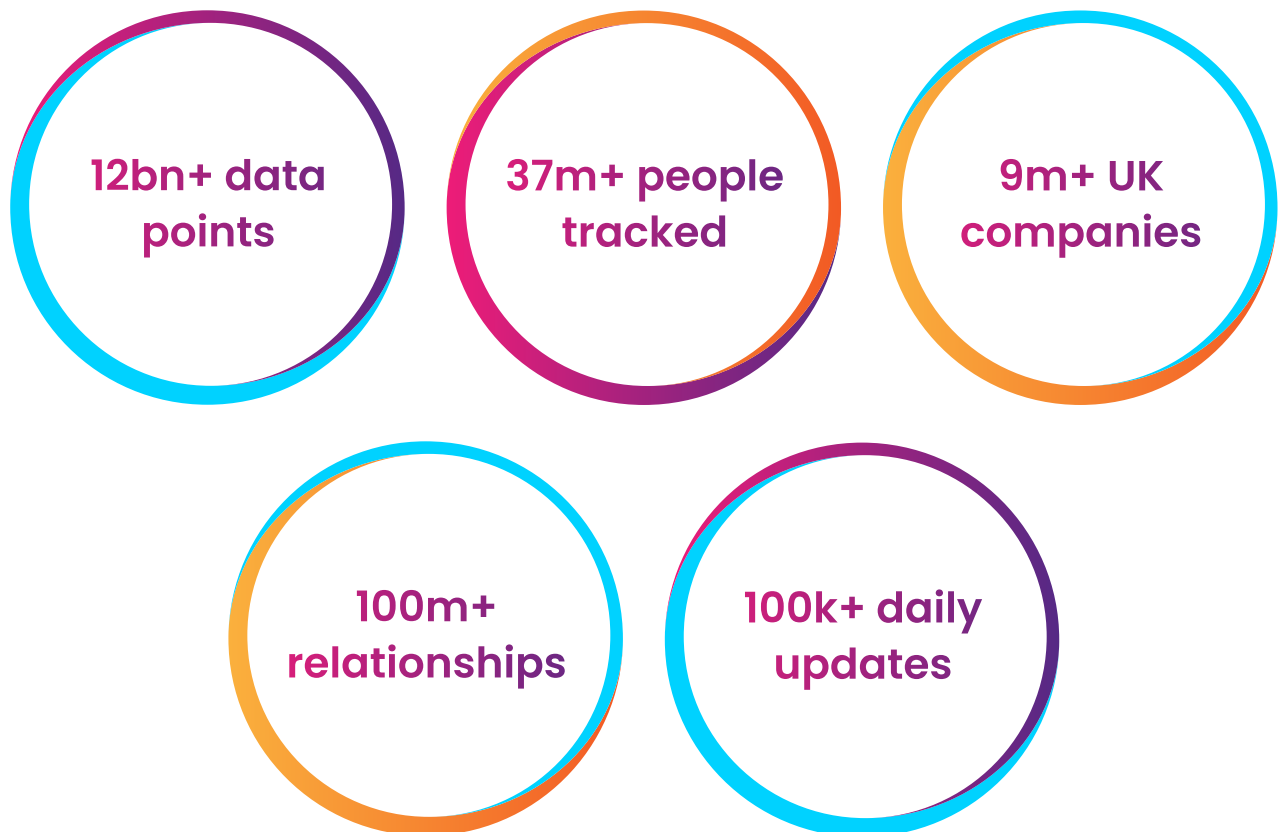 12bn+ data
points
37m+ people
tracked
9m+ UK
companies
100m+
relationships
100k+ daily
updates